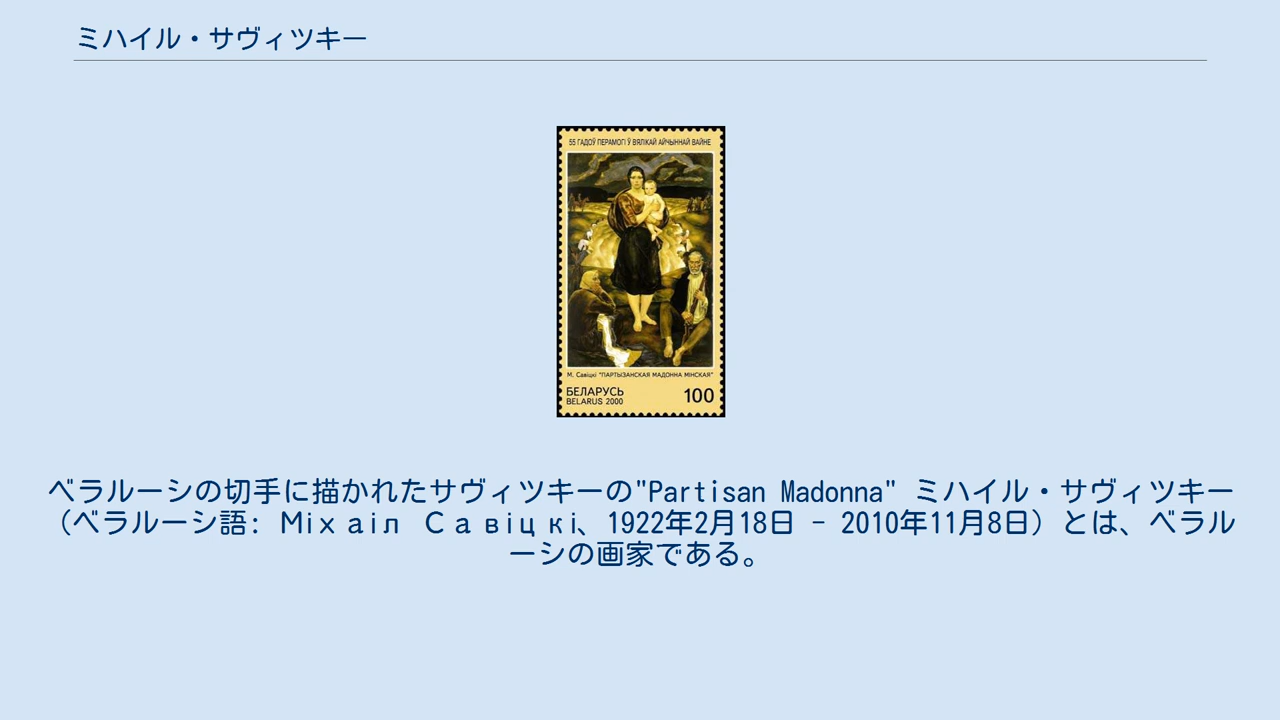 ミハイル・サヴィツキー
55 ГАДОЎ ПЕРАМОГІ Ў ВЯЛІКАЙ АЙЧЫННАЙ ВАЙНЕ
М. Савіцкі "ПАРТЫЗАНСКАЯ МАДОННА МІНСКАЯ"
БЕЛАРУСЬ
BELARUS 2000
100
ベラルーシの切手に描かれたサヴィツキーの"Partisan Madonna" ミハイル・サヴィツキー
（ベラルーシ語: Міхаіл Савіцкі、1922年2月18日 - 2010年11月8日）とは、ベラル
ーシの画家である。